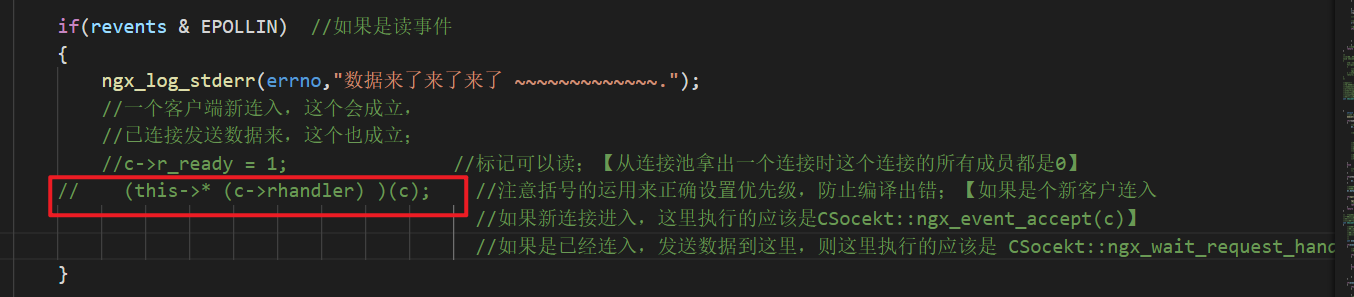 if(revents & EPOLLIN)  //如果是读事件
{
ngx_log_stderr(errno,"数据来了来了来了 ~~~~~~~~~~~~~.");
//一个客户端新连入，这个会成立，
//已连接发送数据来，这个也成立；
//c->r_ready = 1;                         //标记可以读；【从连接池拿出一个连接时这个连接的所有成员都是0】
//    (this->* (c->rhandler) )(c);    //注意括号的运用来正确设置优先级，防止编译出错；【如果是个新客户连入
//如果新连接进入，这里执行的应该是CSocekt::ngx_event_accept(c)】
//如果是已经连入，发送数据到这里，则这里执行的应该是 CSocekt::ngx_wait_request_hand
}